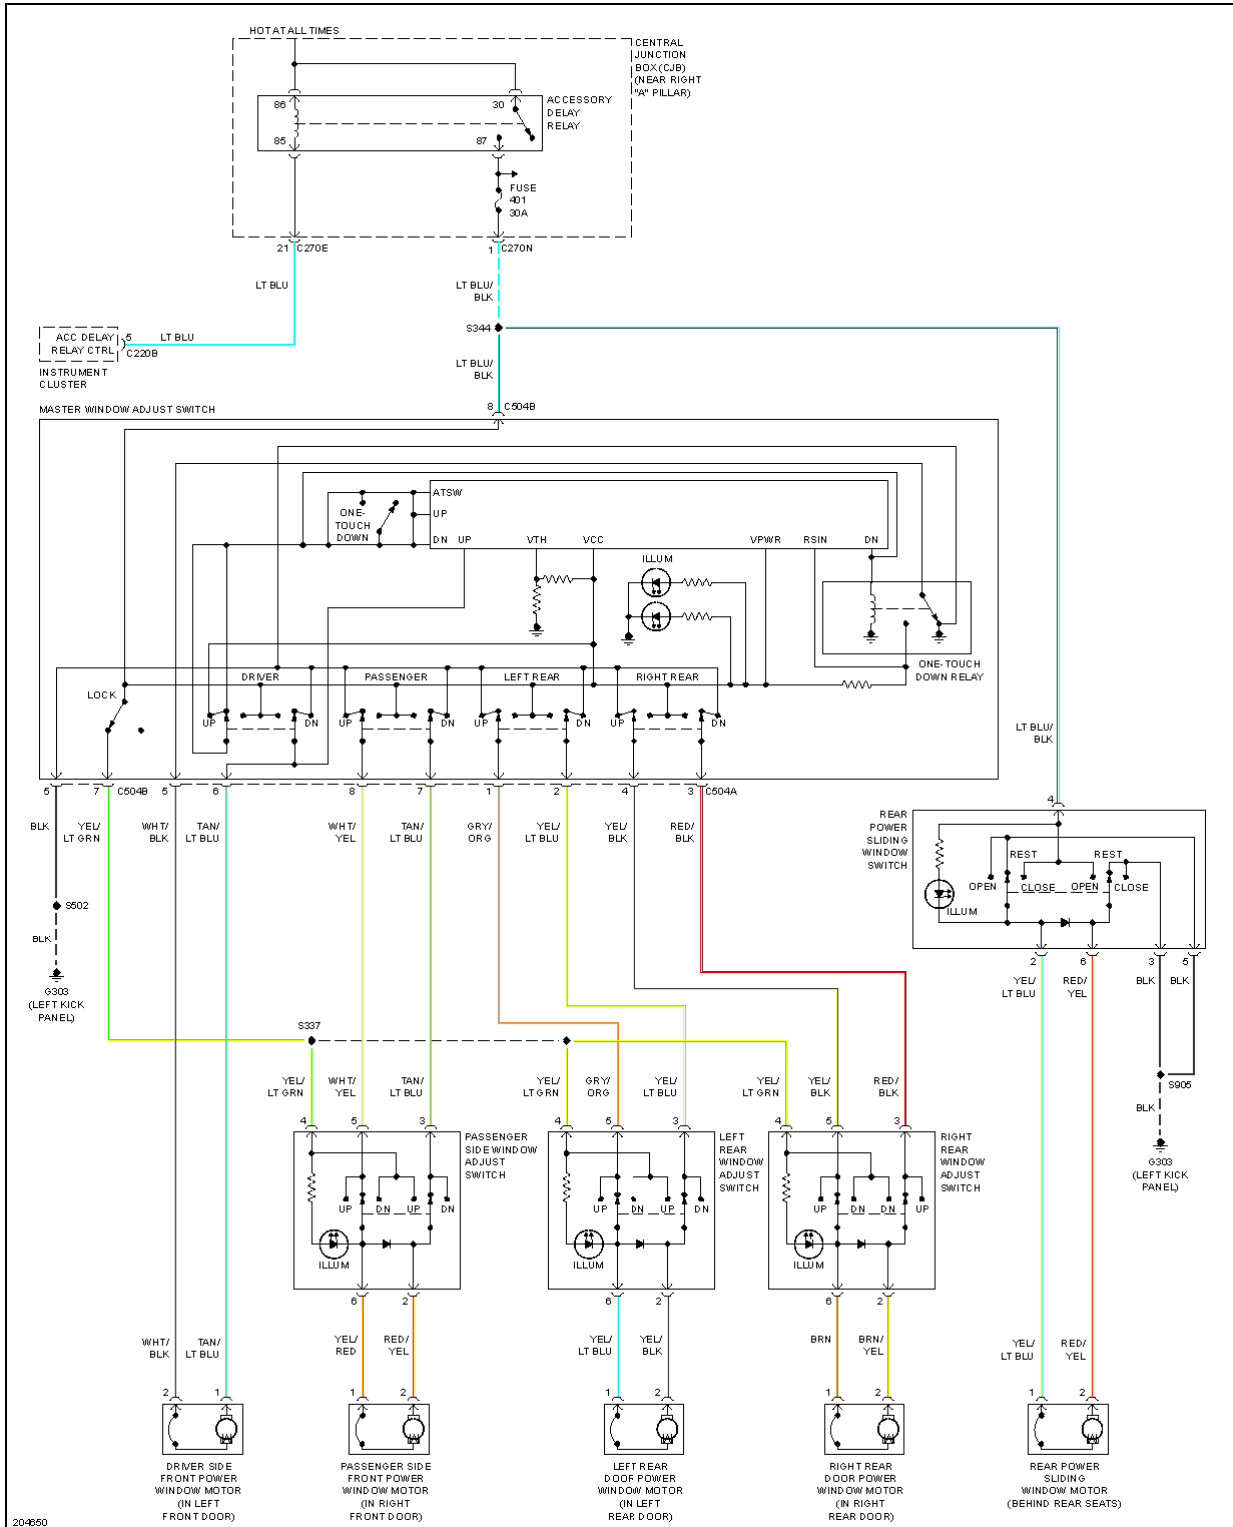 HOT AT ALL TIMES
CENTRAL
JUNCTION
BOX (CJB)
(NEAR RIGHT
"A" PILLAR)
86
30
ACCESSORY
DELAY
RELAY
85
87
FUSE
401
30A
21 C270E
1 C270N
LT BLU
LT BLU/
BLK
S344
ACC DELAY
RELAY CTRL
5
LT BLU
C220B
INSTRUMENT
CLUSTER
LT BLU/
BLK
MASTER WINDOW ADJUST SWITCH
8 C504B
ATSW
UP
DN UP VTH VCC VPWR RSIN DN
ONE-
TOUCH
DOWN
ILLUM
ONE-TOUCH
DOWN RELAY
DRIVER PASSENGER LEFT REAR RIGHT REAR
LOCK
UP DN UP DN UP DN UP DN
LT BLU/
BLK
5 7 C504B 5 6 8 7 1 2 4 3 C504A
BLK
YEL/
LT GRN
WHT/
BLK
TAN/
LT BLU
WHT/
YEL
TAN/
LT BLU
GRY/
ORG
YEL/
LT BLU
YEL/
BLK
RED/
BLK
4
REAR
POWER
SLIDING
WINDOW
SWITCH
REST REST
OPEN CLOSE OPEN CLOSE
ILLUM
2 6 3 5
YEL/
LT BLU
RED/
YEL
BLK BLK
S502
BLK
G303
(LEFT KICK
PANEL)
S337
S905
BLK
G303
(LEFT KICK
PANEL)
YEL/
LT GRN
WHT/
YEL
TAN/
LT BLU
YEL/
LT GRN
GRY/
ORG
YEL/
LT BLU
YEL/
LT GRN
YEL/
BLK
RED/
BLK
4 5 3
PASSENGER
SIDE WINDOW
ADJUST
SWITCH
4 5 3
LEFT
REAR
WINDOW
ADJUST
SWITCH
4 5 3
RIGHT
REAR
WINDOW
ADJUST
SWITCH
UP DN UP DN
UP DN UP DN
UP DN DN UP
ILLUM
ILLUM
ILLUM
6 2
6 2
6 2
WHT/
BLK
TAN/
LT BLU
YEL/
RED
RED/
YEL
YEL/
LT BLU
YEL/
BLK
BRN
BRN/
YEL
YEL/
LT BLU
RED/
YEL
2 1
1 2
1 2
1 2
1 2
DRIVER SIDE
FRONT POWER
WINDOW MOTOR
(IN LEFT
FRONT DOOR)
PASSENGER SIDE
FRONT POWER
WINDOW MOTOR
(IN RIGHT
FRONT DOOR)
LEFT REAR
DOOF POWER
WINDOW MOTOR
(IN LEFT
REAR DOOR)
RIGHT REAR
DOOR POWER
WINDOW MOTOR
(IN RIGHT
REAR DOOR)
REAR POWER
SLIDING
WINDOW MOTOR
(BEHIND REAR SEATS)
204650